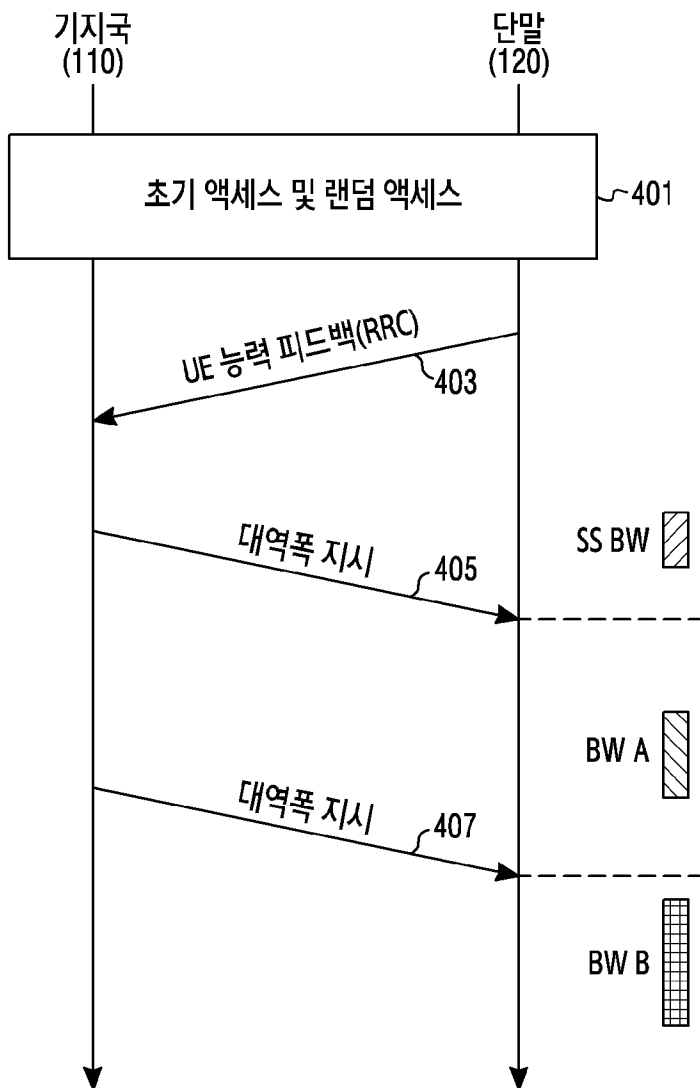 기지국
(110)
단말
(120)
초기 액세스 및 랜덤 액세스
401
UE 능력 피드백(RRC)
403
대역폭 지시
405
SS BW
BW A
대역폭 지시
407
BW B